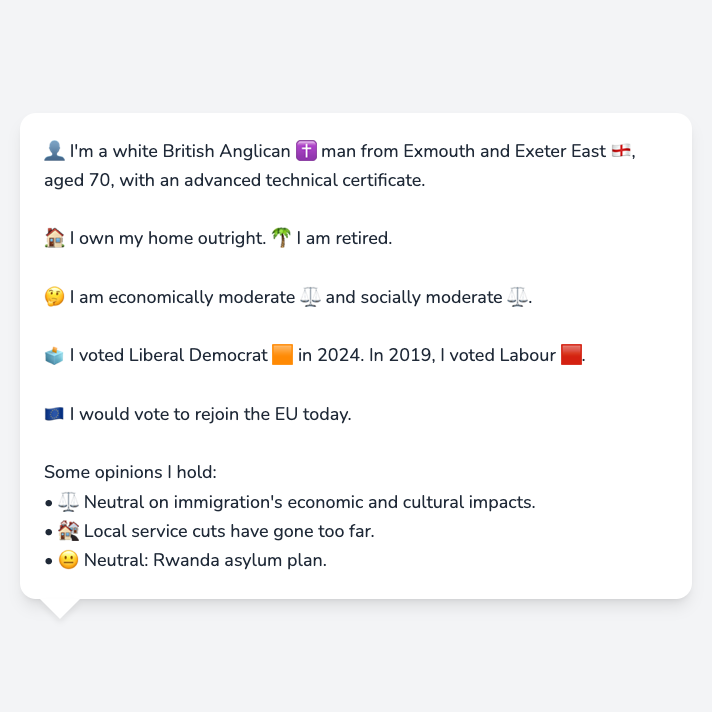 👤 I'm a white British Anglican ✝️ man from Exmouth and Exeter East 🏴󠁧󠁢󠁥󠁮󠁧󠁿,
aged 70, with an advanced technical certificate.
🏠 I own my home outright. 🌴 I am retired.
🤔 I am economically moderate ⚖️ and socially moderate ⚖️.
🗳️ I voted Liberal Democrat 🟧 in 2024. In 2019, I voted Labour 🟥.
🇪🇺 I would vote to rejoin the EU today.
Some opinions I hold:
• ⚖️ Neutral on immigration's economic and cultural impacts.
• 🏚️ Local service cuts have gone too far.
• 😐 Neutral: Rwanda asylum plan.